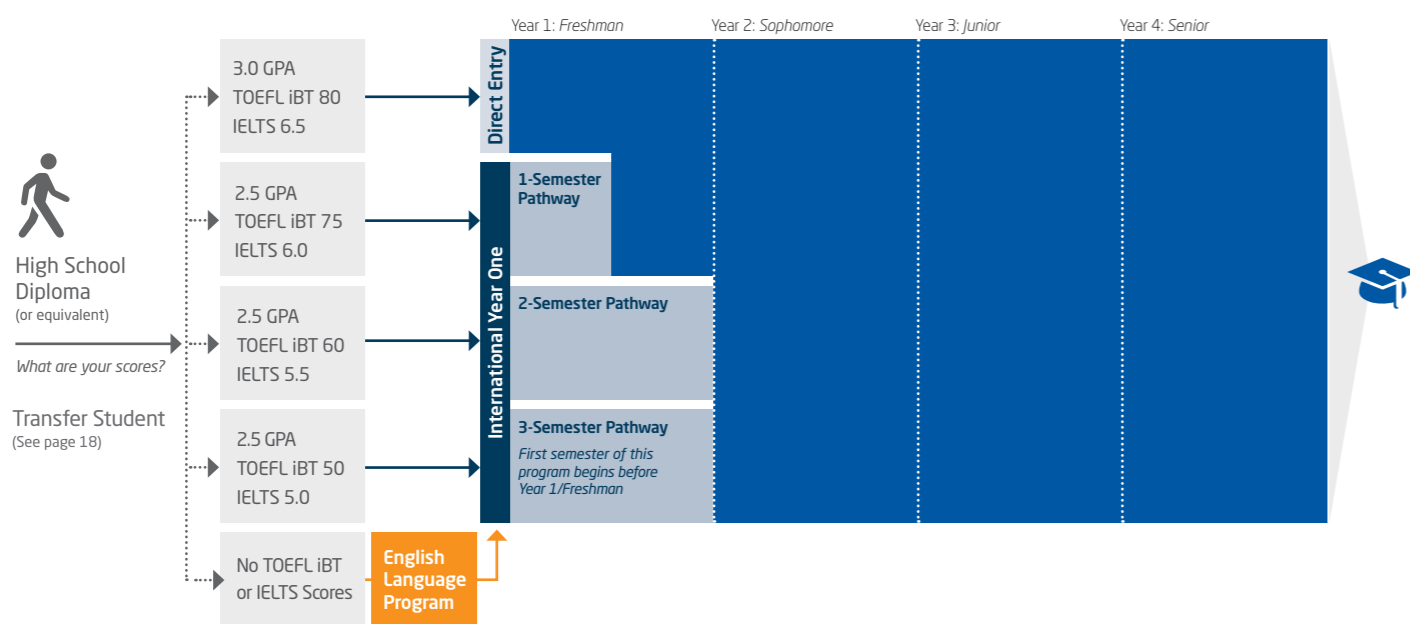 Year 1: Freshman
Year 2: Sophomore
Year 3: Junior
Year 4: Senior
High School
Diploma
(or equivalent)
What are your scores?
Transfer Student
(See page 18)
3.0 GPA
TOEFL iBT 80
IELTS 6.5
2.5 GPA
TOEFL iBT 75
IELTS 6.0
2.5 GPA
TOEFL iBT 60
IELTS 5.5
2.5 GPA
TOEFL iBT 50
IELTS 5.0
No TOEFL iBT
or IELTS Scores
English
Language
Program
Direct Entry
International Year One
1-Semester
Pathway
2-Semester Pathway
3-Semester Pathway
First semester of this
program begins before
Year 1/Freshman